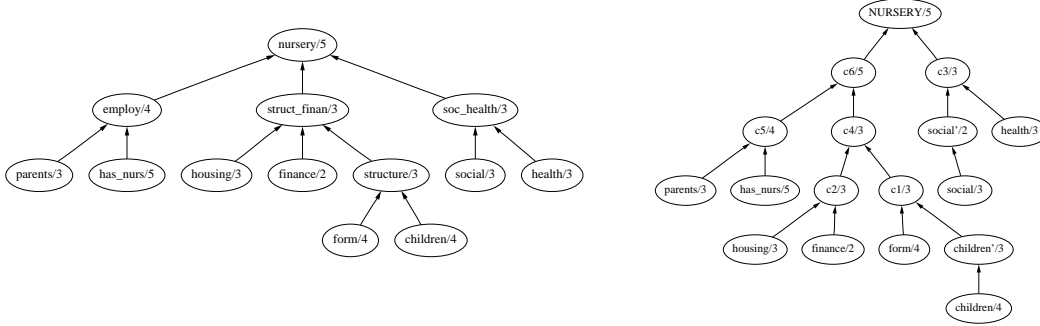 nursery/5
employ/4
struct_finan/3
soc_health/3
parents/3
has_nurs/5
housing/3
finance/2
structure/3
social/3
health/3
form/4
children/4
NURSERY/5
c6/5
c3/3
c5/4
c4/3
social'/2
health/3
parents/3
has_nurs/5
c2/3
c1/3
social/3
housing/3
finance/2
form/4
children'/3
children/4